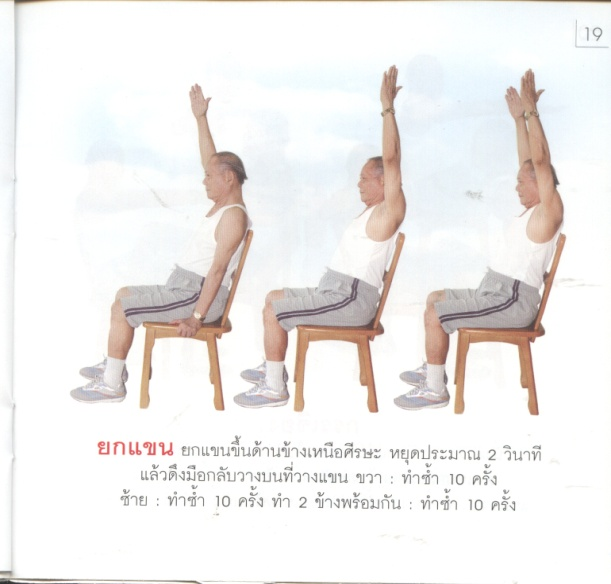 19
ยกแขน ยกแขนขึ้นด้านข้างเหนือศีรษะ หยุดประมาณ 2 วินาที
แล้วดึงมือกลับวางบนที่วางแขน ขวา : ทำซ้ำ 10 ครั้ง
ซ้าย : ทำซ้ำ 10 ครั้ง ทำ 2 ข้างพร้อมกัน : ทำซ้ำ 10 ครั้ง